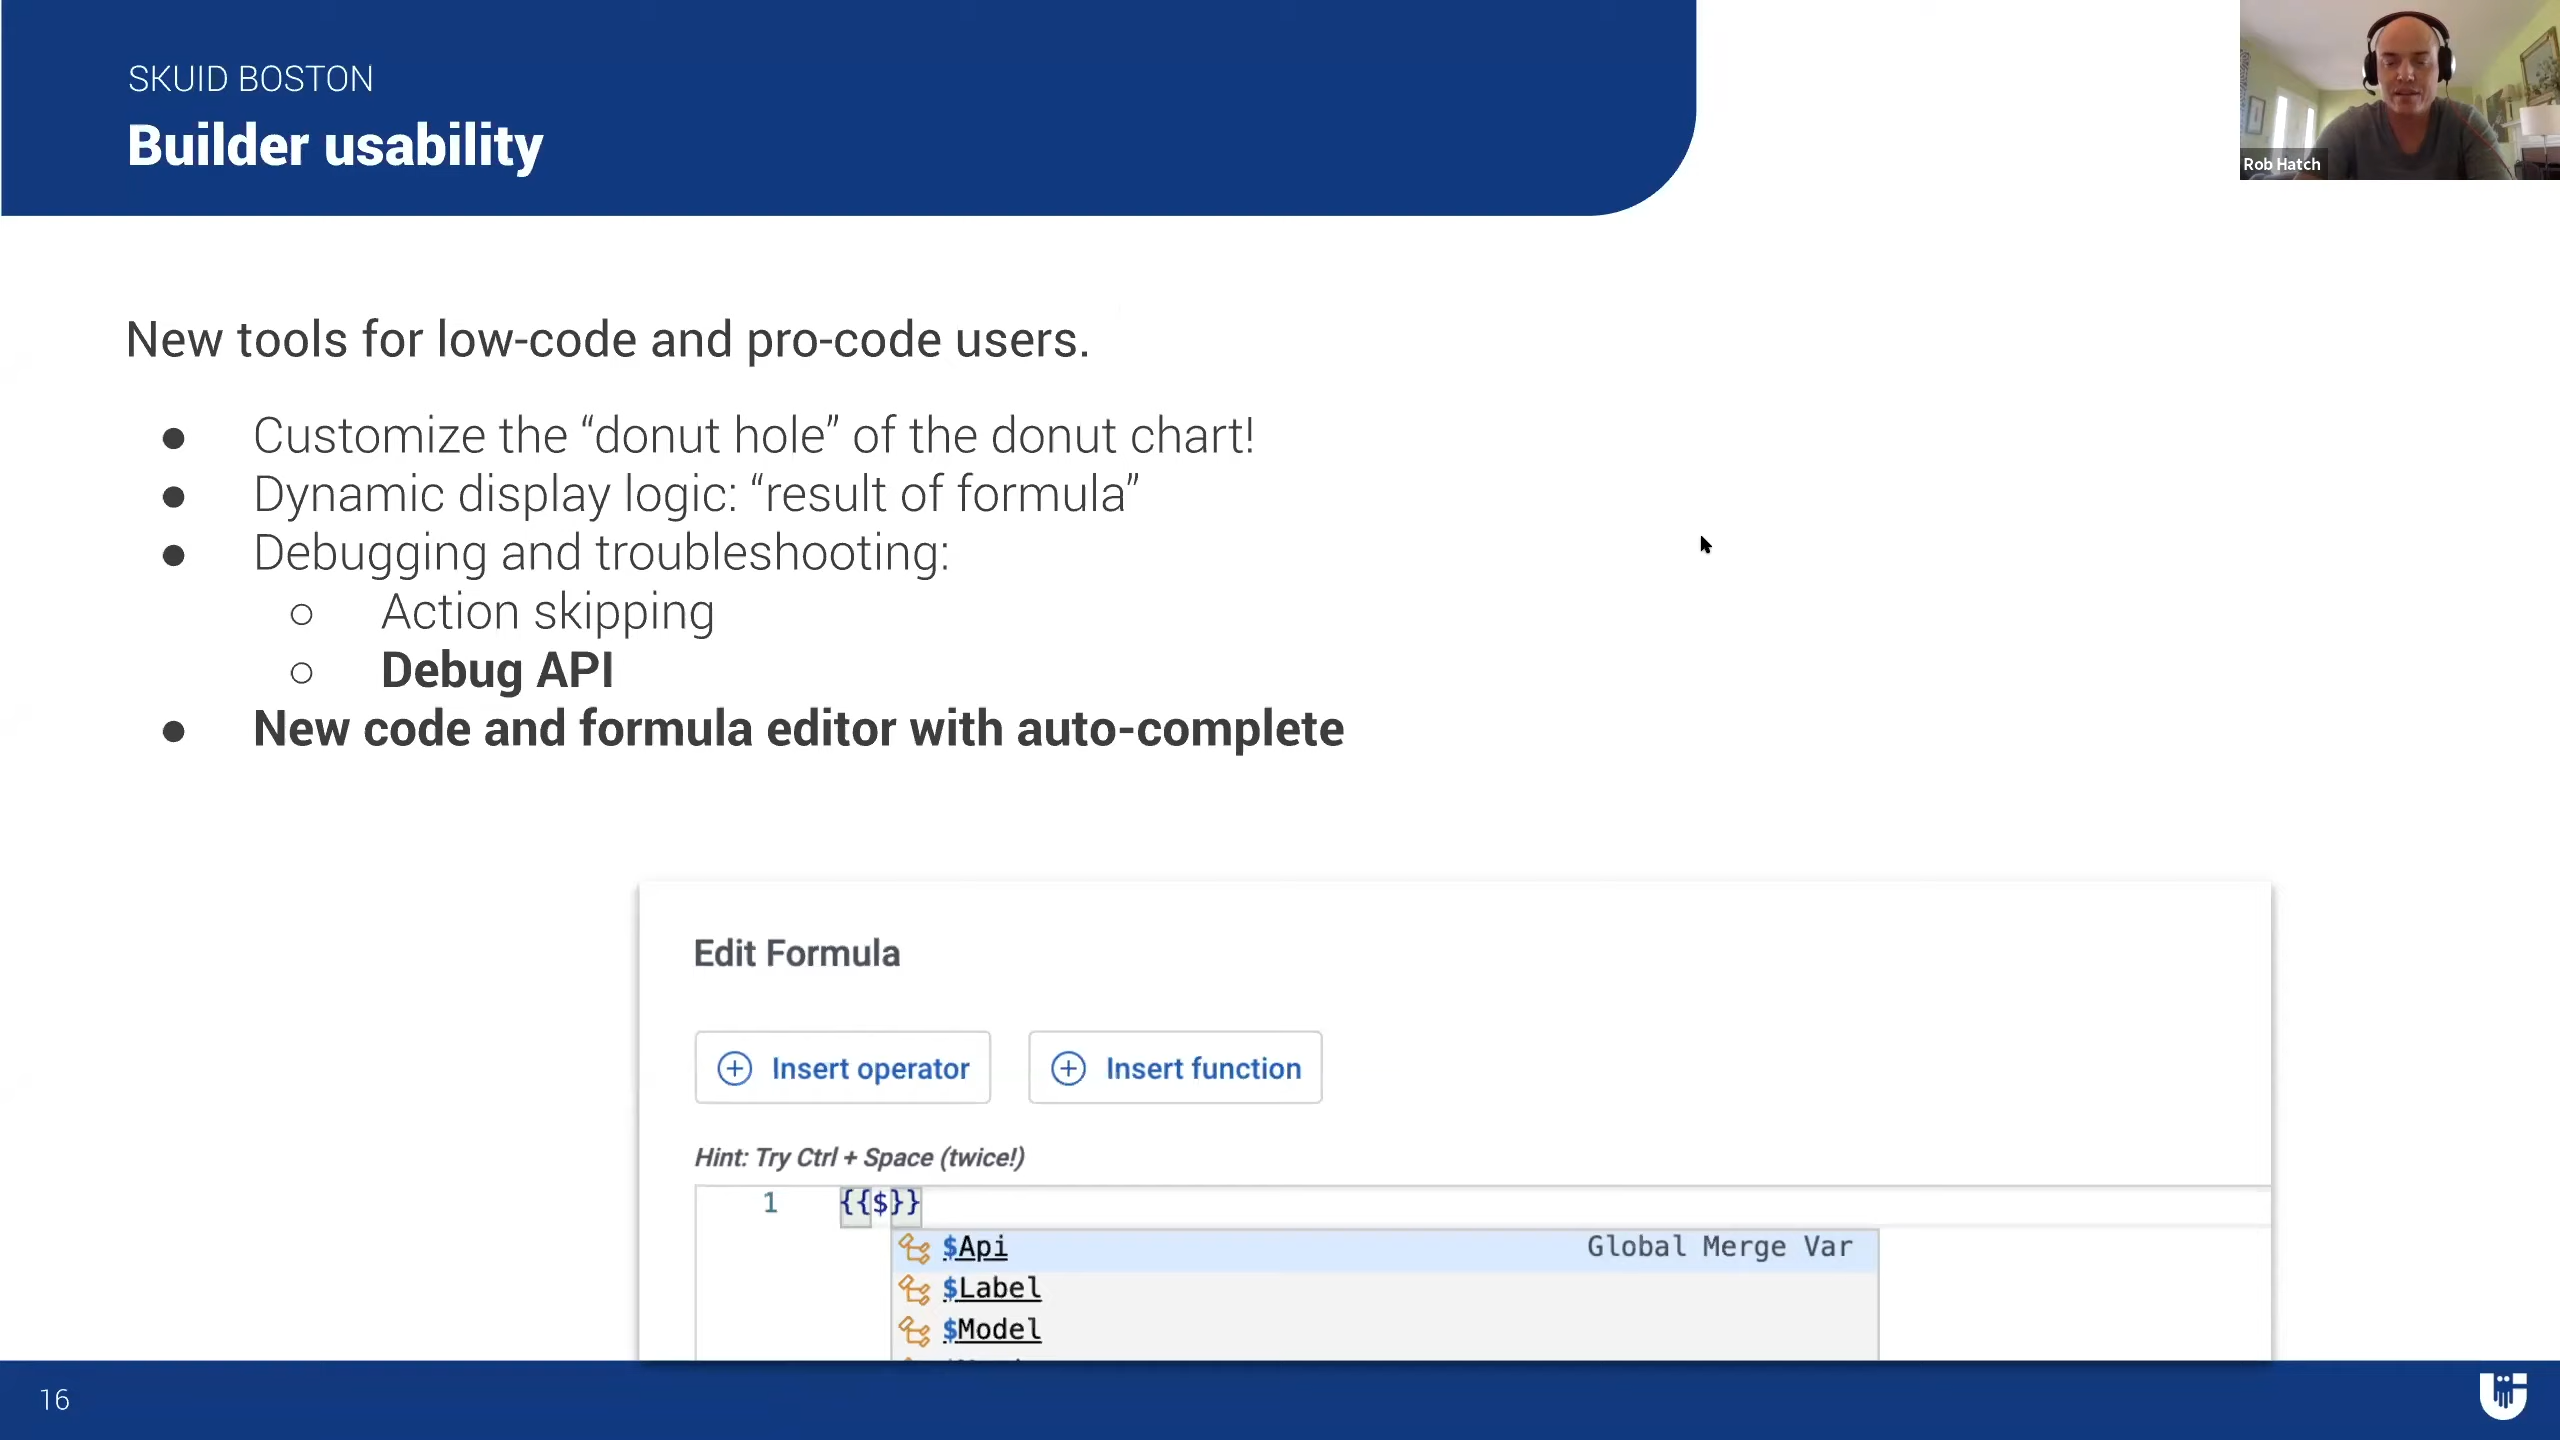 SKUID BOSTON
Builder usability
Rob Hatch
New tools for low-code and pro-code users.
● Customize the “donut hole” of the donut chart!
● Dynamic display logic: “result of formula”
● Debugging and troubleshooting:
○ Action skipping
○ Debug API
● New code and formula editor with auto-complete
Edit Formula
Insert operator Insert function
Hint: Try Ctrl + Space (twice!)
1 {{$}}
$Api Global Merge Var
$Label
$Model
16